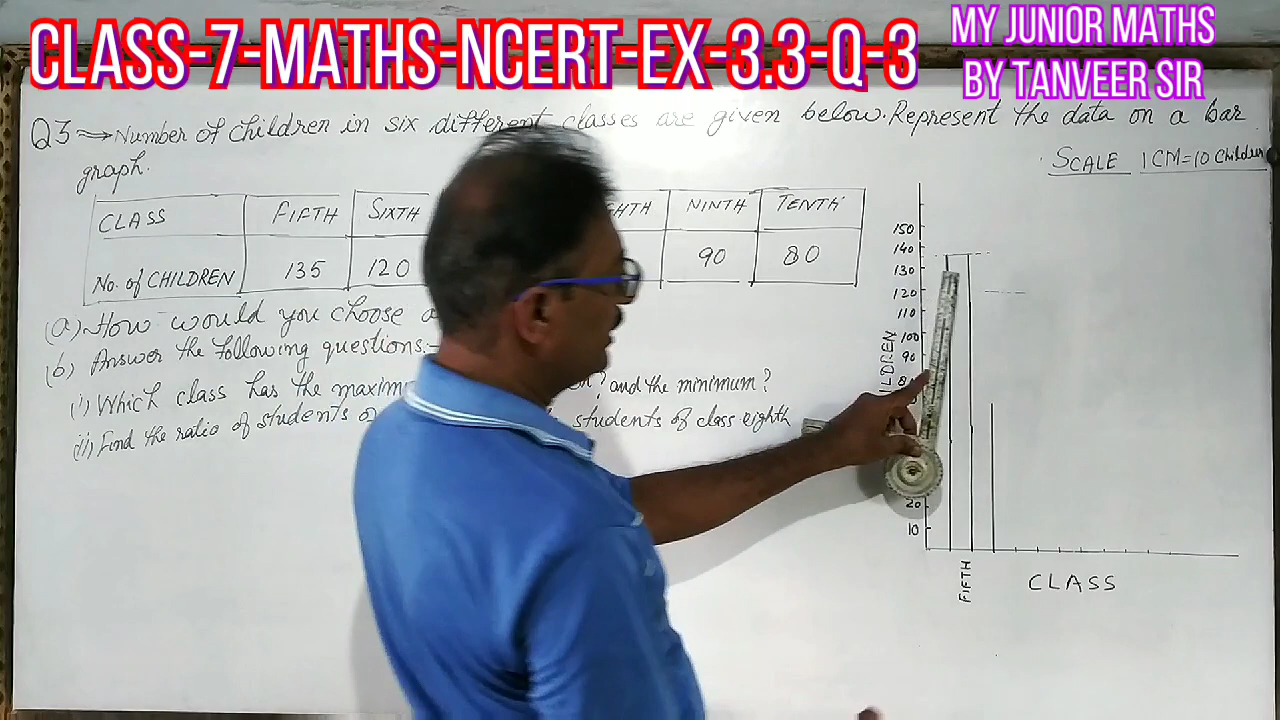 CLASS-7-MATHS-NCERT-EX-3.3-Q-3
MY JUNIOR MATHS
BY TANVEER SIR
Q3 ⇒ Number of children in six different classes are given below. Represent the data on a bar
graph.
SCALE 1 CM=10 children
CLASS FIFTH SIXTH HTH NINTH TENTH
No. of CHILDREN 135 120 90 80
(a) How would you choose a
(b) Answer the following questions:-
(i) Which class has the maxim ? and the minimum?
(ii) Find the ratio of students o students of class eighth
150
140
130
120
110
100
90
20
10
LDREN
FIFTH
CLASS